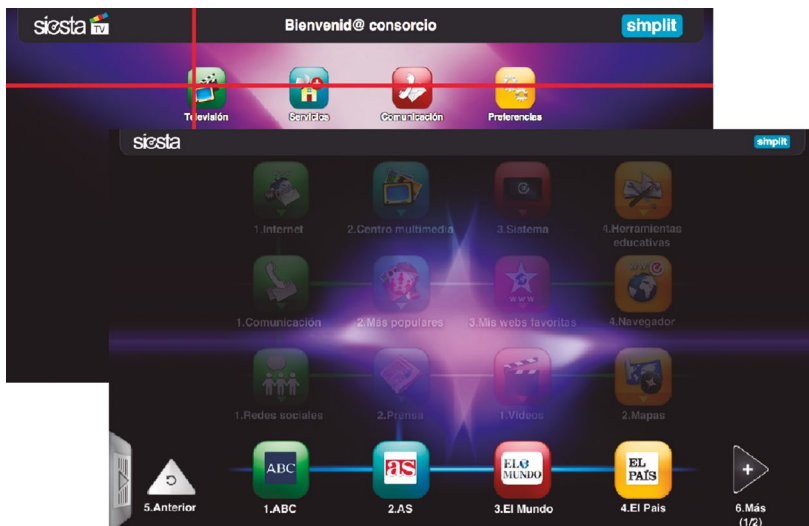 siesta TV
Bienvenid@ consorcio
simplit
Televisión
Servicios
Comunicación
Preferencias
siesta
simplit
1.Internet
2.Centro multimedia
3.Sistema
4.Herramientas
educativas
www
1.Comunicación
2.Más populares
3.Mis webs favoritas
4.Navegador
1.Redes sociales
2.Prensa
1.Videos
2.Mapas
ABC
as
EL MUNDO
EL
PAÍS
5.Anterior
1.ABC
2.AS
3.El Mundo
4.El Pais
6.Más
(1/2)